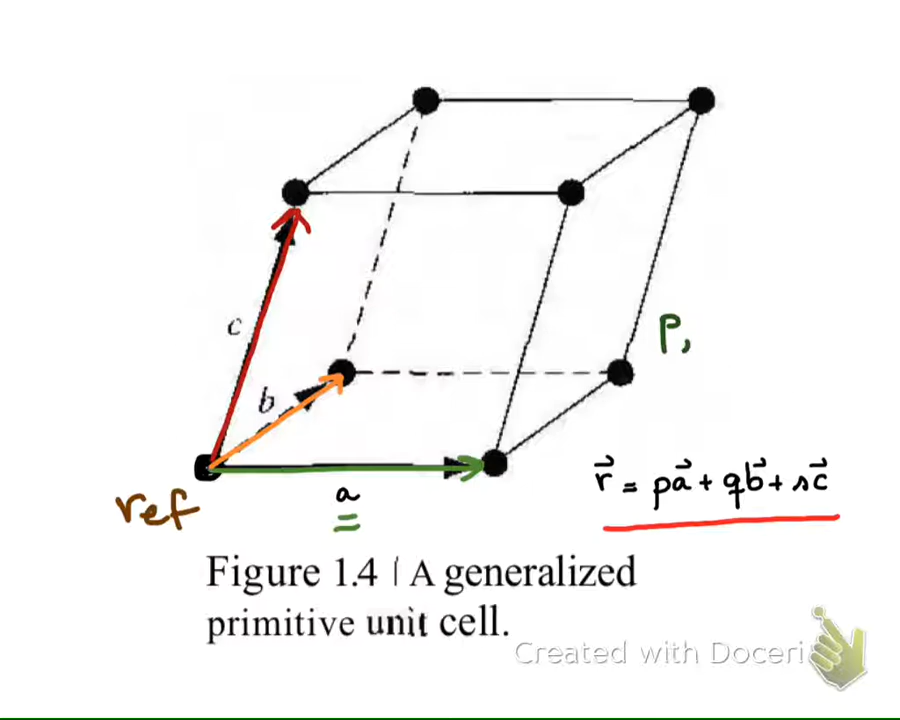 c
P,
b
r⃗ = pa⃗ + qb⃗ + sc⃗
a
ref
Figure 1.4 | A generalized
primitive unit cell.
Created with Doceri